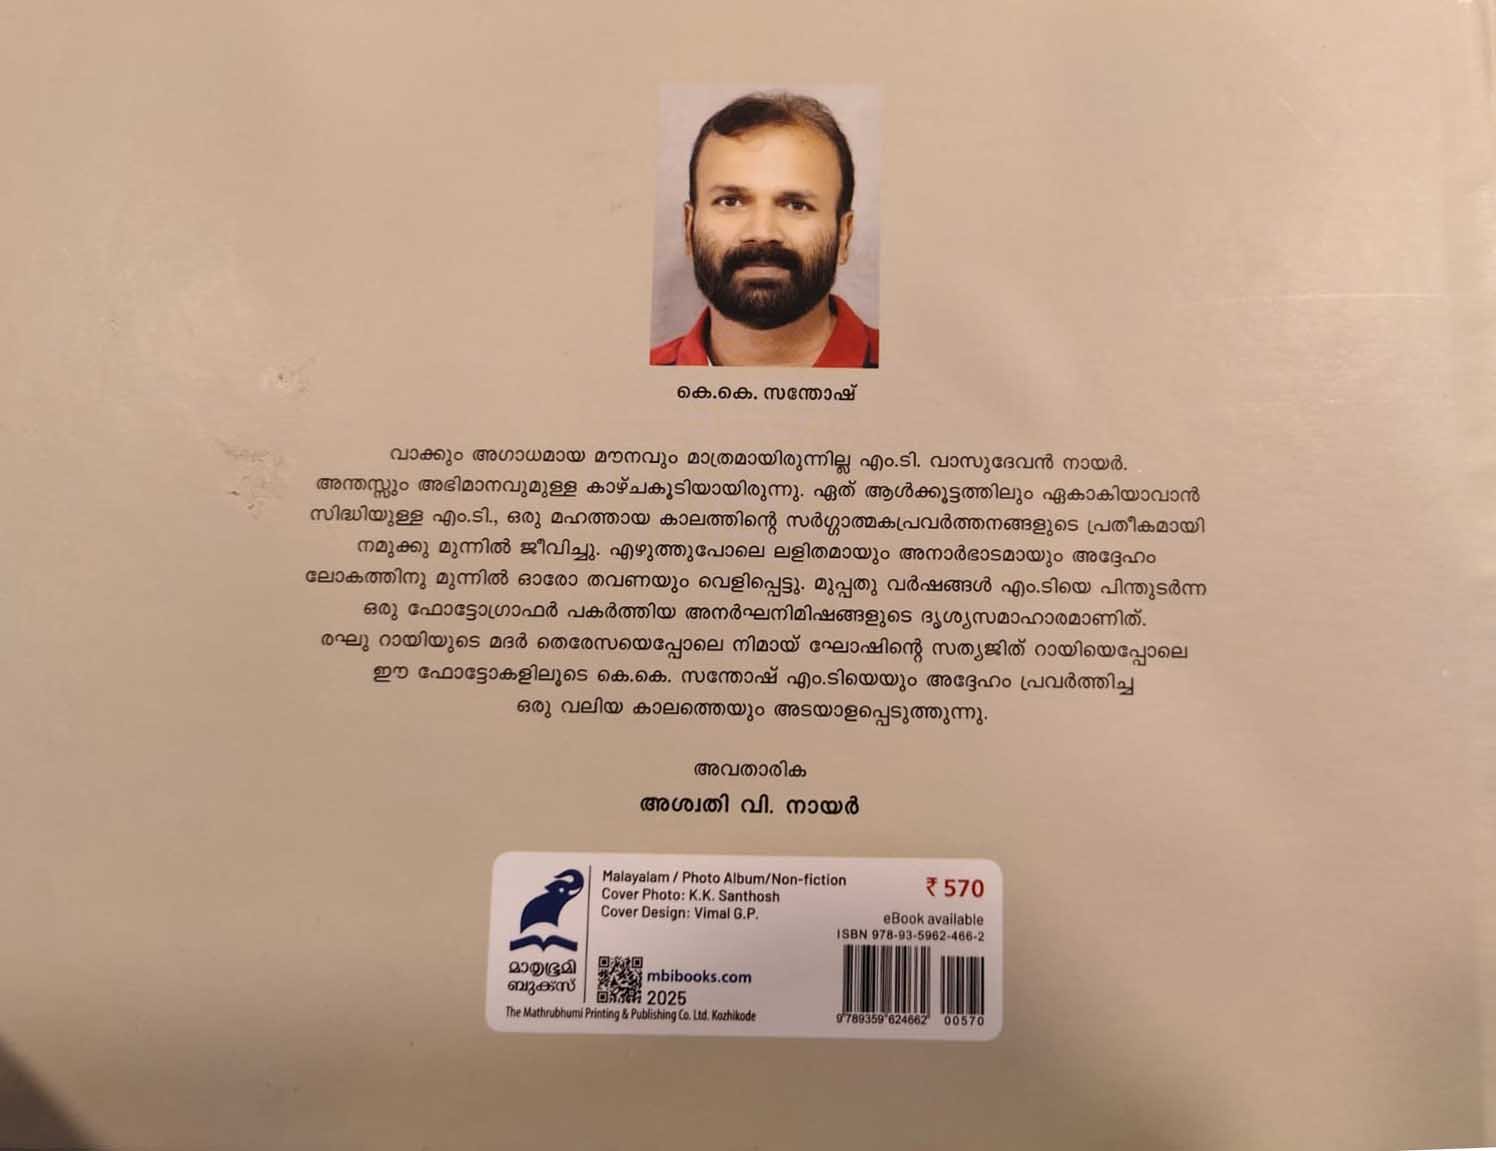 കെ.കെ. സന്തോഷ്
വാക്കും അഗാധമായ മൗനവും മാത്രമായിരുന്നില്ല എം.ടി. വാസുദേവൻ നായർ.
അന്തസ്സും അഭിമാനവുമുള്ള കാഴ്ചകൂടിയായിരുന്നു. ഏത് ആൾക്കൂട്ടത്തിലും ഏകാകിയാവാൻ
സിദ്ധിയുള്ള എം.ടി., ഒരു മഹത്തായ കാലത്തിന്റെ സർഗ്ഗാത്മകപ്രവർത്തനങ്ങളുടെ പ്രതീകമായി
നമുക്കു മുന്നിൽ ജീവിച്ചു. എഴുത്തുപോലെ ലളിതമായും അനാർഭാടമായും അദ്ദേഹം
ലോകത്തിനു മുന്നിൽ ഓരോ തവണയും വെളിപ്പെട്ടു. മുപ്പതു വർഷങ്ങൾ എം.ടിയെ പിന്തുടർന്ന
ഒരു ഫോട്ടോഗ്രാഫർ പകർത്തിയ അനർഘനിമിഷങ്ങളുടെ ദൃശ്യസമാഹാരമാണിത്.
രഘു റായിയുടെ മദർ തെരേസയെപ്പോലെ നിമായ് ഘോഷിന്റെ സത്യജിത് റായിയെപ്പോലെ
ഈ ഫോട്ടോകളിലൂടെ കെ.കെ. സന്തോഷ് എം.ടിയെയും അദ്ദേഹം പ്രവർത്തിച്ച
ഒരു വലിയ കാലത്തെയും അടയാളപ്പെടുത്തുന്നു.
അവതാരിക
അശ്വതി വി. നായർ
Malayalam / Photo Album/Non-fiction
Cover Photo: K.K. Santhosh
Cover Design: Vimal G.P.
₹ 570
eBook available
ISBN 978-93-5962-466-2
മാതൃഭൂമി
ബുക്സ്
mbibooks.com
2025
The Mathrubhumi Printing & Publishing Co. Ltd. Kozhikode
9 789359 624662 00570